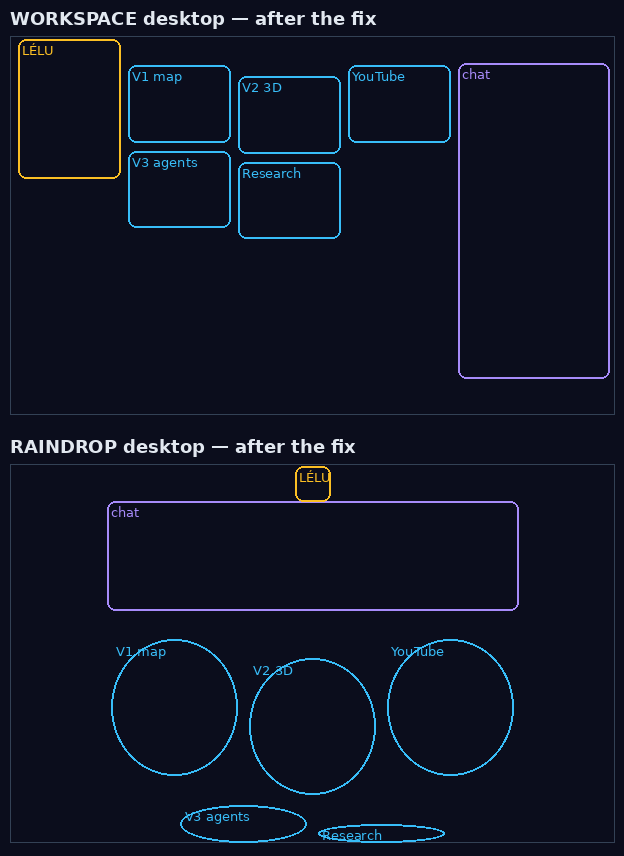 WORKSPACE desktop — after the fix
LÉLU
V1 map
V2 3D
YouTube
chat
V3 agents
Research
RAINDROP desktop — after the fix
LÉLU
chat
V1 map
V2 3D
YouTube
V3 agents
Research